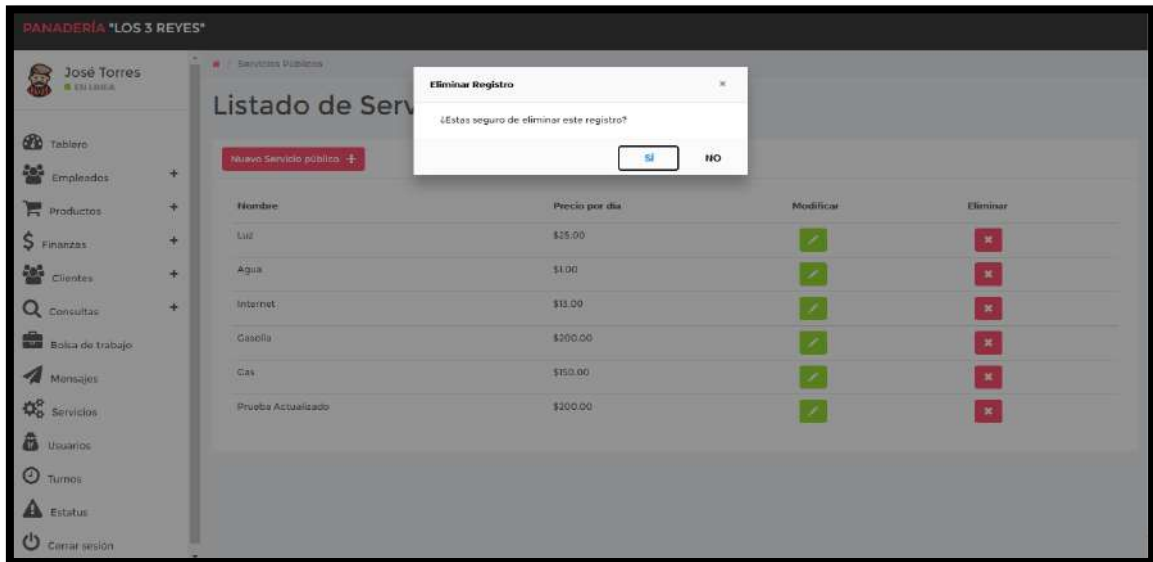 PANADERÍA "LOS 3 REYES"
José Torres
EN LINEA
/ Servicios Públicos
Listado de Serv
Eliminar Registro ×
¿Estas seguro de eliminar este registro?
SÍ NO
Nuevo Servicio público +
Tablero
Empleados +
Productos +
Finanzas +
Clientes +
Consultas +
Bolsa de trabajo
Mensajes
Servicios
Usuarios
Turnos
Estatus
Cerrar sesión
Nombre Precio por día Modificar Eliminar
Luz $25.00
Agua $1.00
Internet $13.00
Gasolla $200.00
Gas $150.00
Prueba Actualizado $200.00